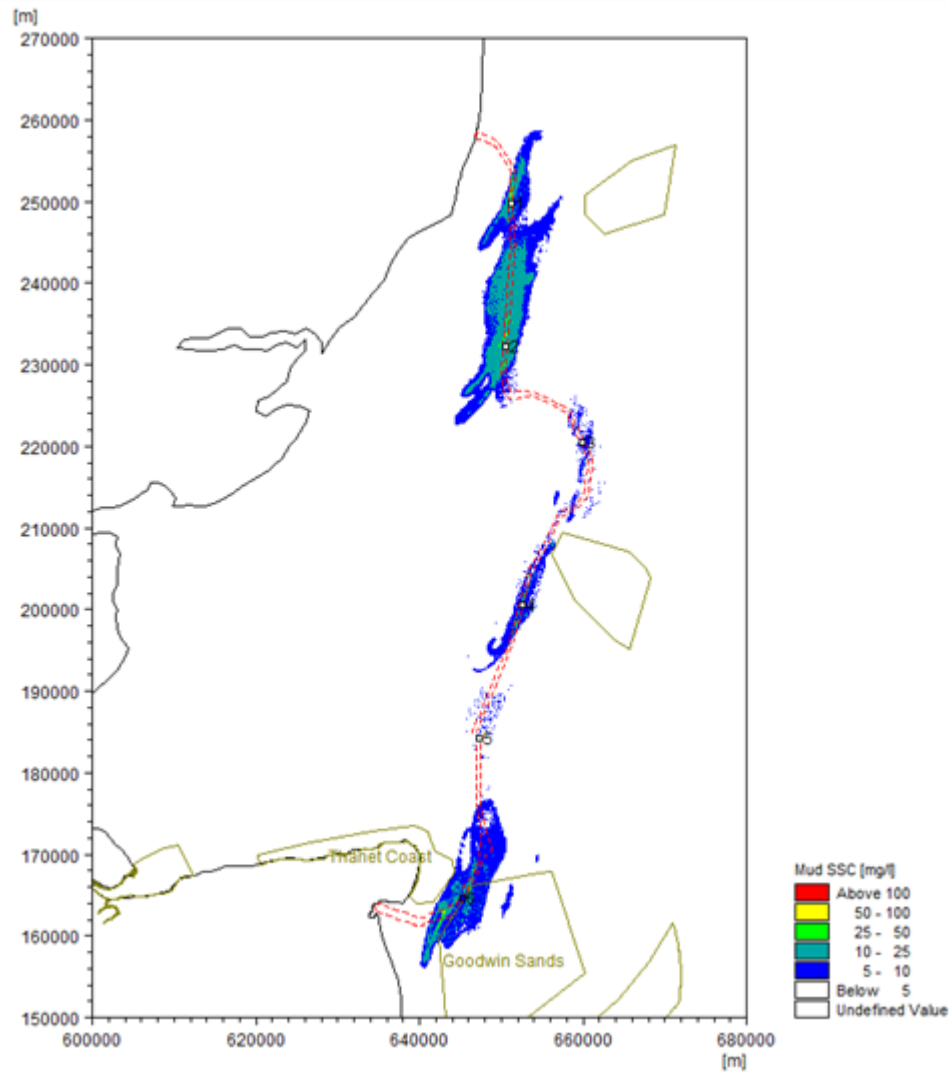 [m]
270000
260000
250000
240000
230000
220000
210000
200000
190000
180000
170000
160000
150000
Thanet Coast
Goodwin Sands
Mud SSC [mg/l]
Above 100
50 - 100
25 - 50
10 - 25
5 - 10
Below 5
Undefined Value
600000 620000 640000 660000 680000
[m]